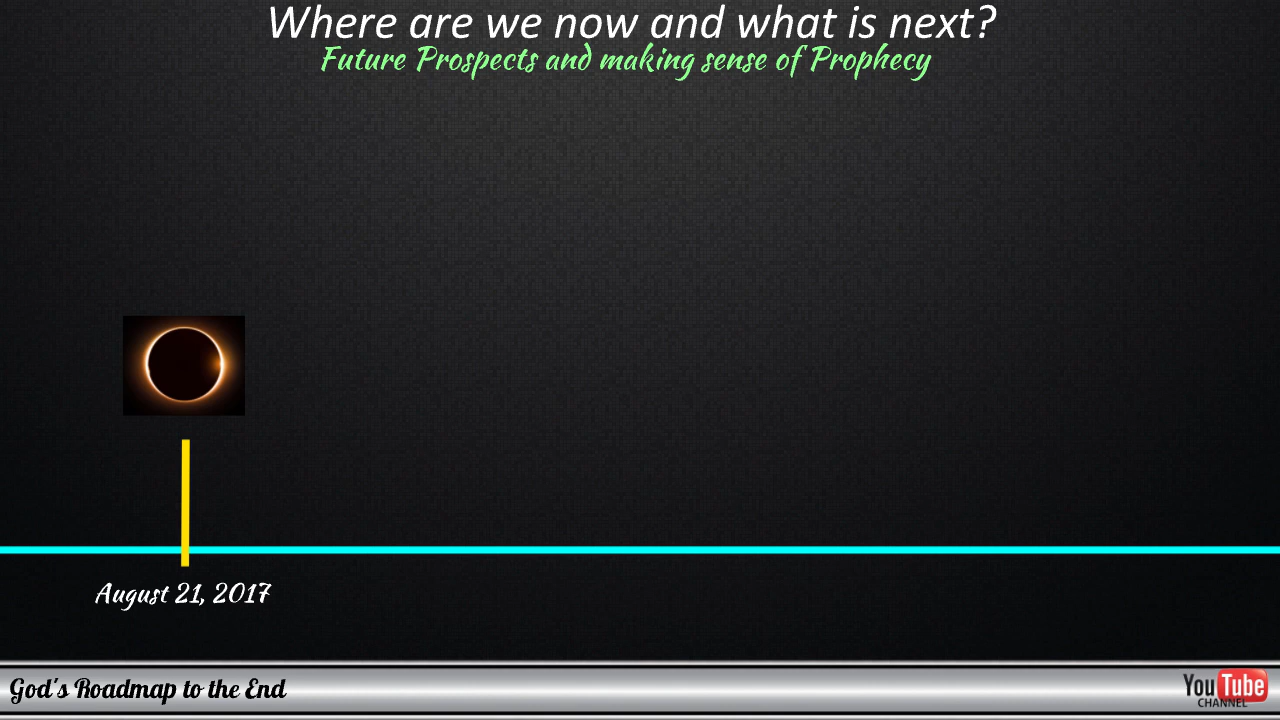 Where are we now and what is next?
Future Prospects and making sense of Prophecy
August 21, 2017
God's Roadmap to the End
YouTube
CHANNEL